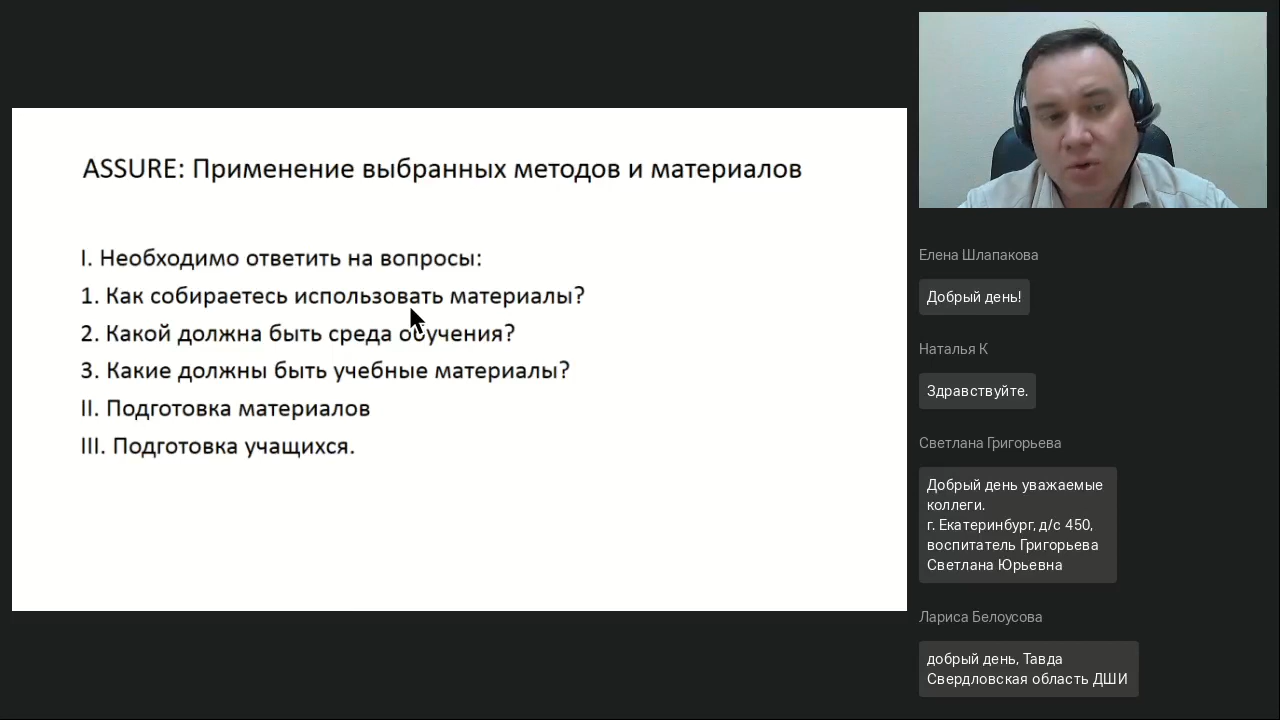 ASSURE: Применение выбранных методов и материалов
I. Необходимо ответить на вопросы:
1. Как собираетесь использовать материалы?
2. Какой должна быть среда обучения?
3. Какие должны быть учебные материалы?
II. Подготовка материалов
III. Подготовка учащихся.
Елена Шлапакова
Добрый день!
Наталья К
Здравствуйте.
Светлана Григорьева
Добрый день уважаемые
коллеги.
г. Екатеринбург, д/с 450,
воспитатель Григорьева
Светлана Юрьевна
Лариса Белоусова
добрый день, Тавда
Свердловская область ДШИ